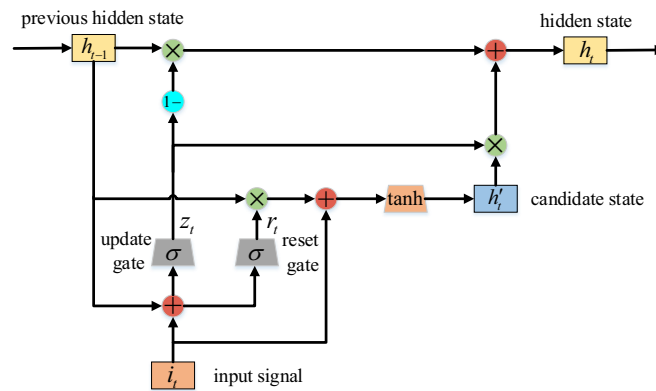 previous hidden state
hidden state
h_{t-1}
×
+
h_t
1−
×
×
+
tanh
h'_t
candidate state
z_t
r_t
update
gate
σ
σ
reset
gate
+
i_t
input signal